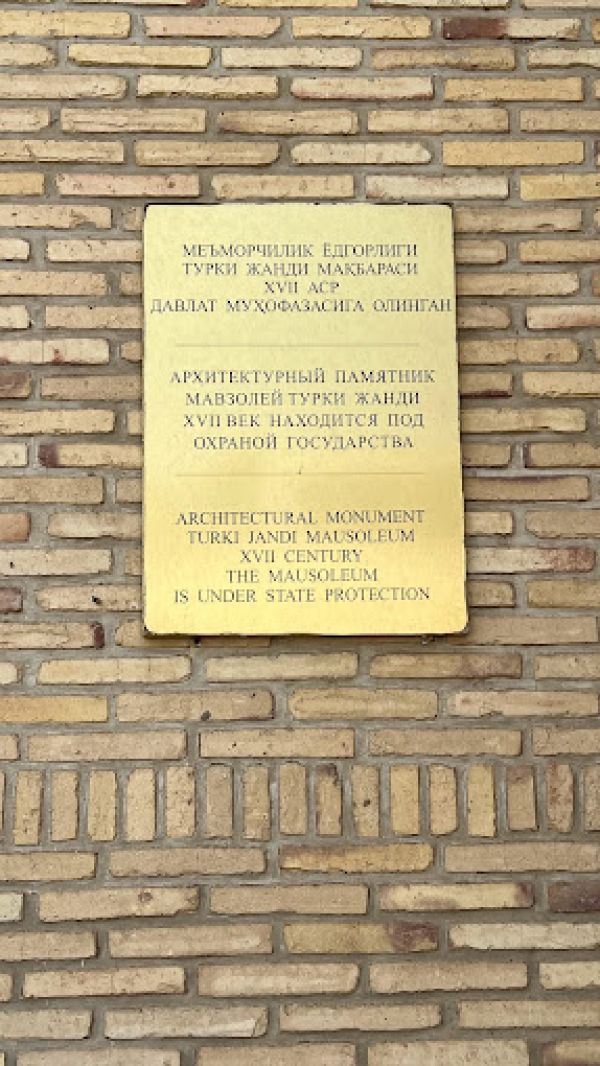 МЕЪМОРЧИЛИК ЁДГОРЛИГИ
ТУРКИ ЖАНДИ МАҚБАРАСИ
XVII АСР
ДАВЛАТ МУҲОФАЗАСИГА ОЛИНГАН
АРХИТЕКТУРНЫЙ ПАМЯТНИК
МАВЗОЛЕЙ ТУРКИ ЖАНДИ
XVII ВЕК НАХОДИТСЯ ПОД
ОХРАНОЙ ГОСУДАРСТВА
ARCHITECTURAL MONUMENT
TURKI JANDI MAUSOLEUM
XVII CENTURY
THE MAUSOLEUM
IS UNDER STATE PROTECTION